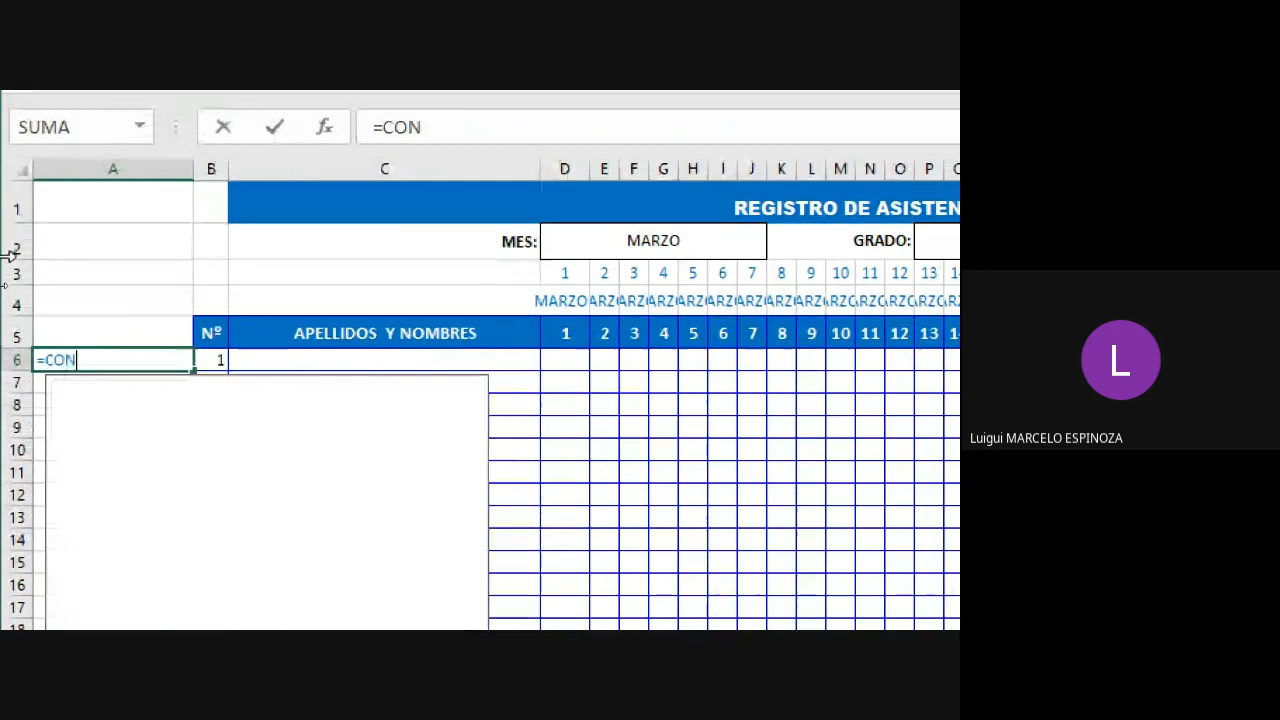 SUMA =CON
A B C D E F G H I J K L M N O P
1 REGISTRO DE ASISTEN
2 MES: MARZO GRADO:
3 1 2 3 4 5 6 7 8 9 10 11 12 13
4 MARZO
5 Nº APELLIDOS Y NOMBRES 1 2 3 4 5 6 7 8 9 10 11 12 13
6 =CON 1
7
8
9
10
11
12
13
14
15
16
17
18
L
Luigui MARCELO ESPINOZA